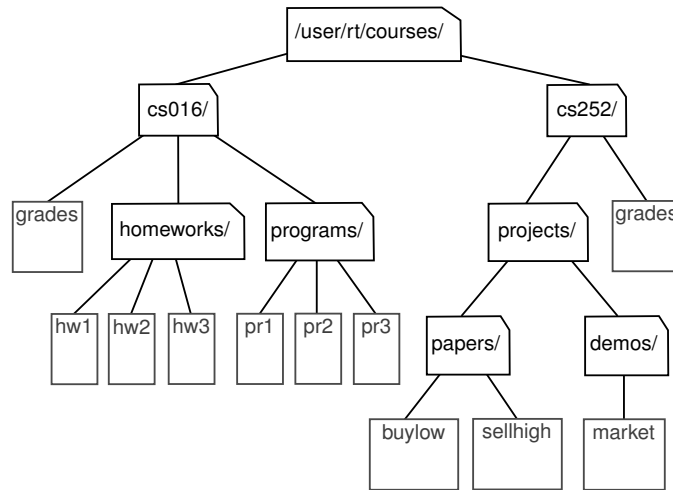 /user/rt/courses/
cs016/
cs252/
grades
homeworks/
programs/
projects/
grades
hw1
hw2
hw3
pr1
pr2
pr3
papers/
demos/
buylow
sellhigh
market